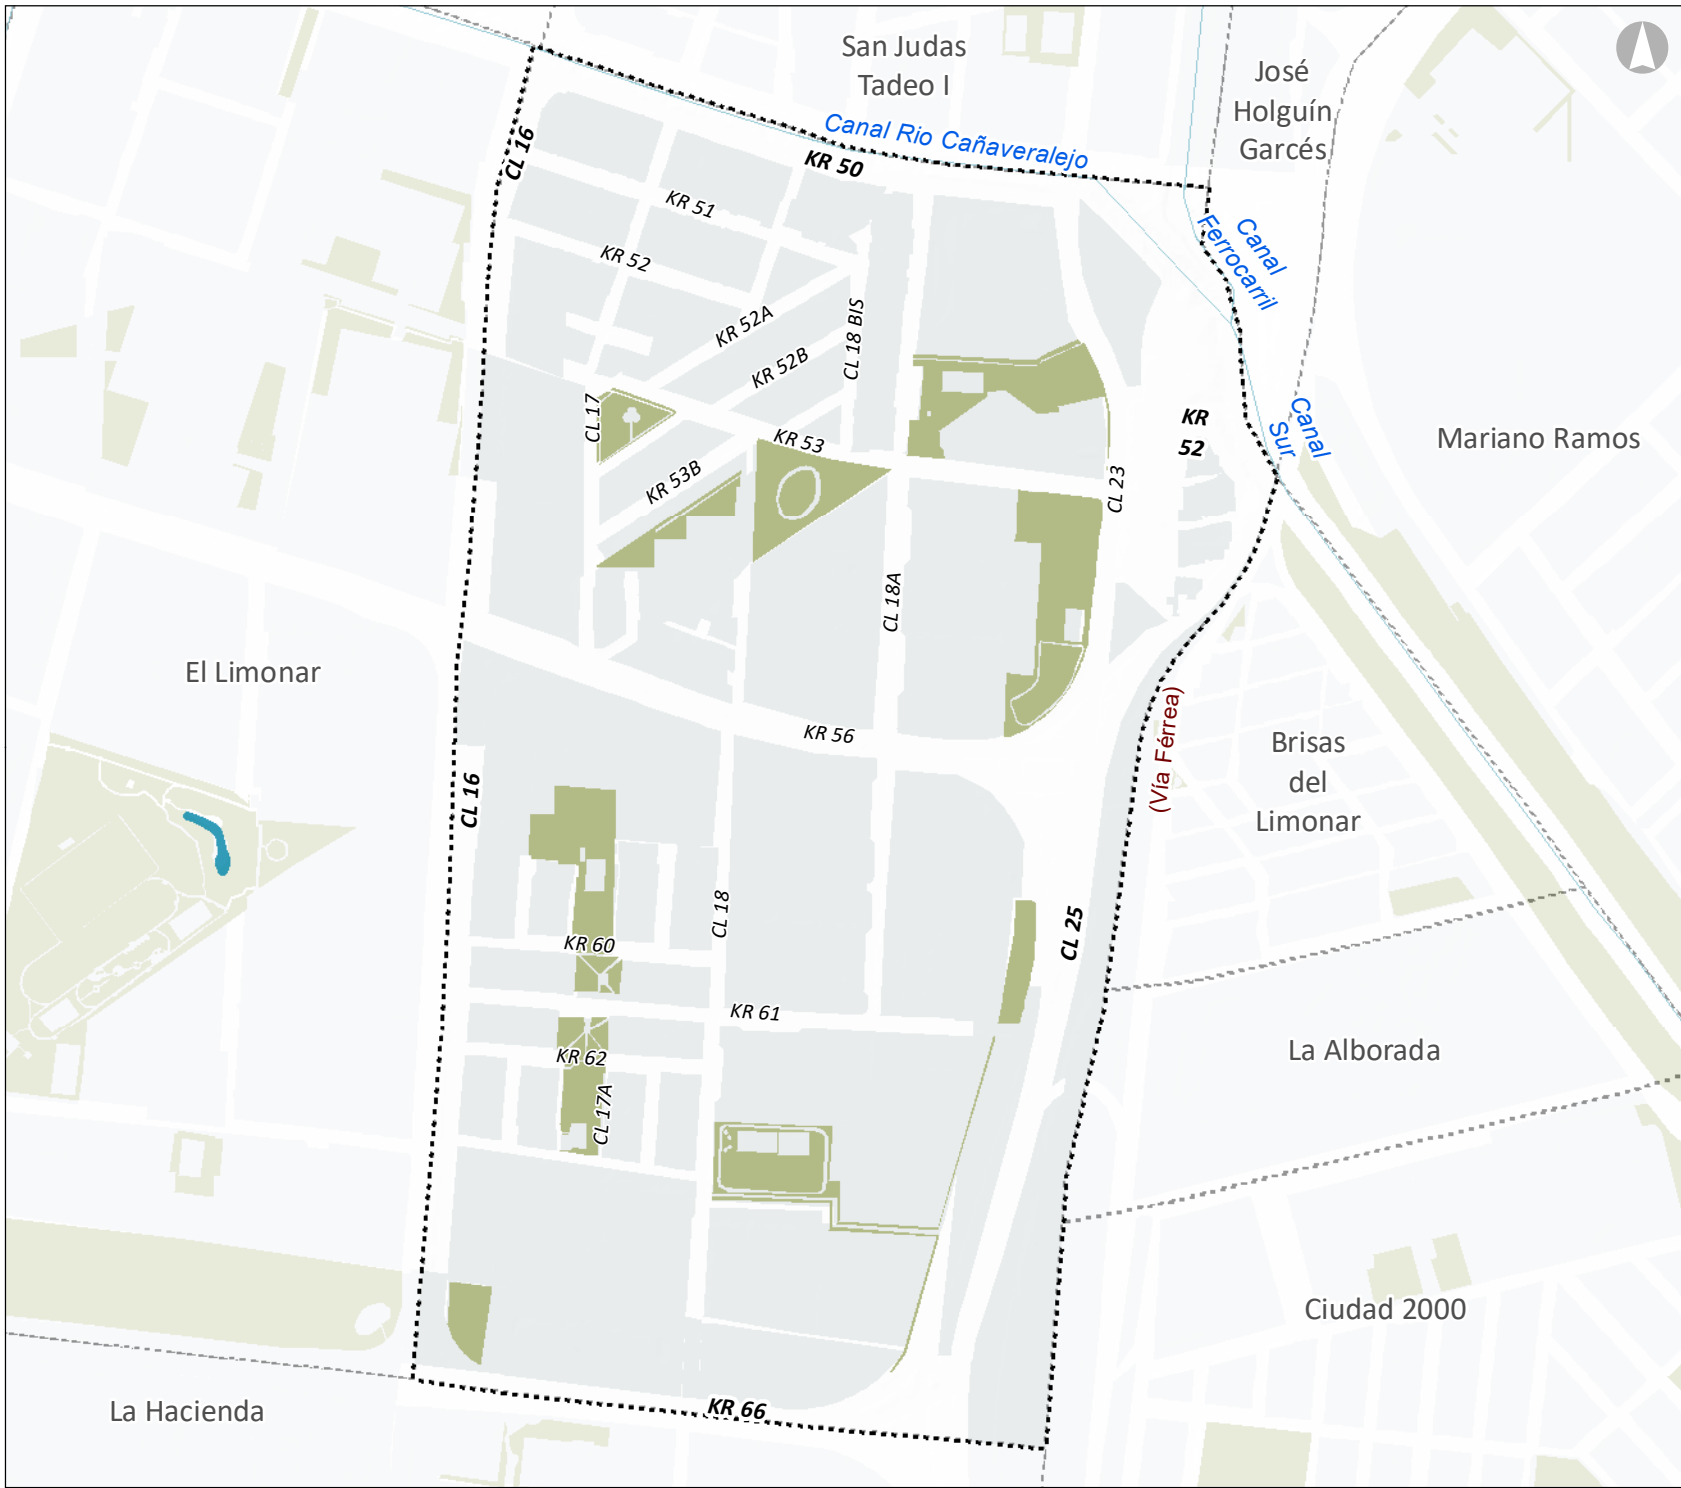 San Judas
Tadeo I
José
Holguín
Garcés
Canal Rio Cañaveralejo
CL 16
KR 50
KR 51
KR 52
Canal
Ferrocarril
KR 52A
CL 18 BIS
KR 52B
CL 17
KR 53
KR
52
Canal
Sur
Mariano Ramos
KR 53B
CL 23
CL 18A
El Limonar
(Vía Férrea)
KR 56
Brisas
del
Limonar
CL 16
CL 18
CL 25
KR 60
KR 61
KR 62
La Alborada
CL 17A
Ciudad 2000
La Hacienda
KR 66